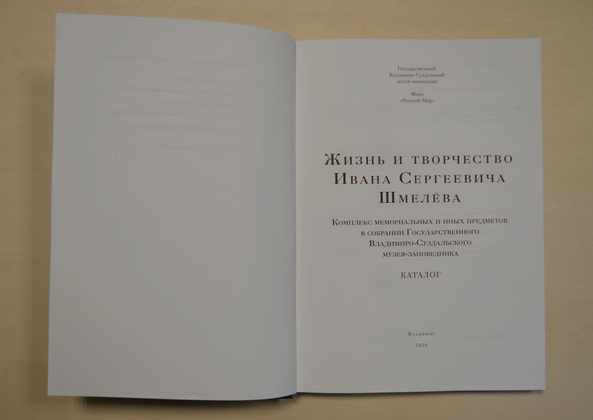 Государственный
Владимиро-Суздальский
музей-заповедник
Фонд
«Русский Мир»
Жизнь и творчество
Ивана Сергеевича
Шмелёва
Комплекс мемориальных и иных предметов
в собрании Государственного
Владимиро-Суздальского
музея-заповедника
КАТАЛОГ
Владимир
2020